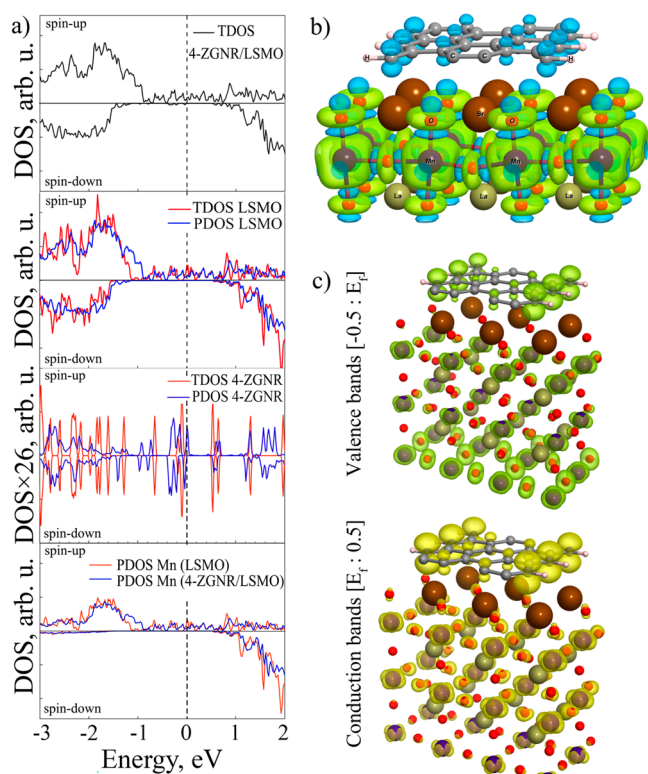 a)
spin-up
TDOS
4-ZGNR/LSMO
DOS, arb. u.
spin-down
spin-up
TDOS LSMO
PDOS LSMO
DOS, arb. u.
spin-down
spin-up
TDOS 4-ZGNR
PDOS 4-ZGNR
DOS×26, arb. u.
spin-down
spin-up
PDOS Mn (LSMO)
PDOS Mn (4-ZGNR/LSMO)
DOS, arb. u.
spin-down
-3 -2 -1 0 1 2
Energy, eV
b)
H C C H
Sr
O O
Mn Mn
La La La
c)
Valence bands [-0.5 : Ef]
Conduction bands [Ef : 0.5]